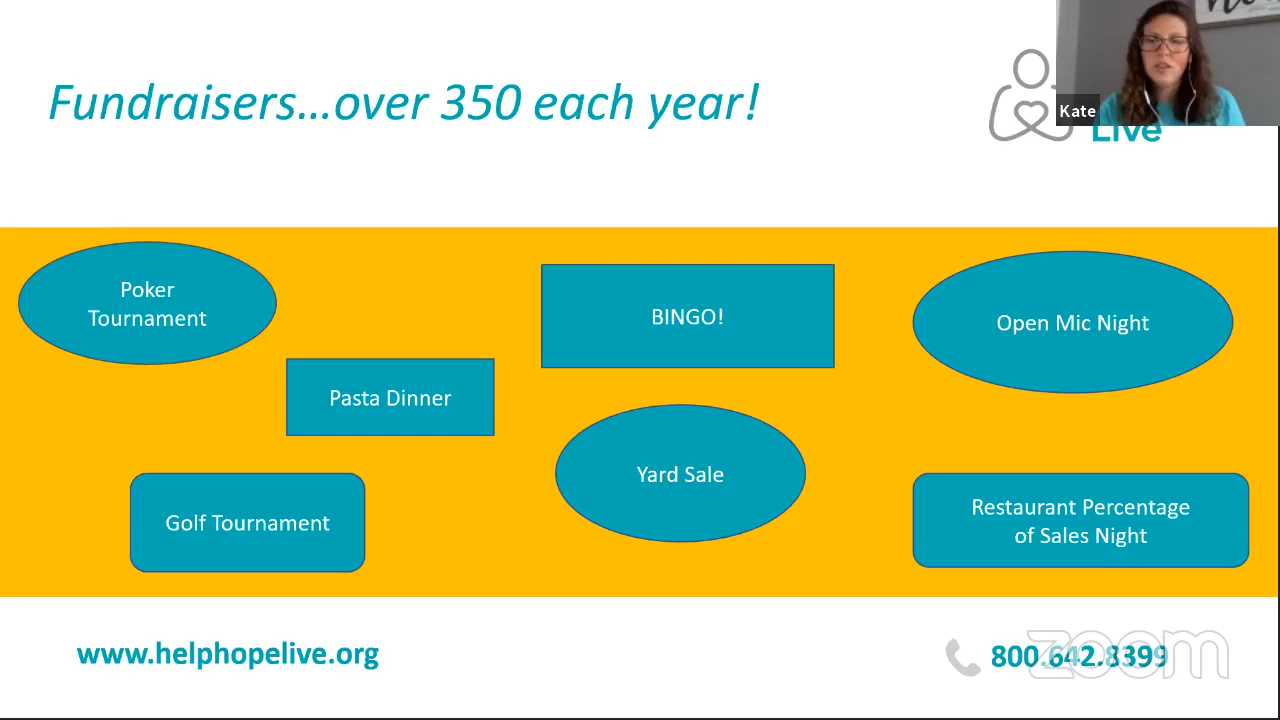 Fundraisers...over 350 each year!
Kate
Live
Poker
Tournament
BINGO!
Open Mic Night
Pasta Dinner
Yard Sale
Golf Tournament
Restaurant Percentage
of Sales Night
www.helphopelive.org
800.642.8399
zoom